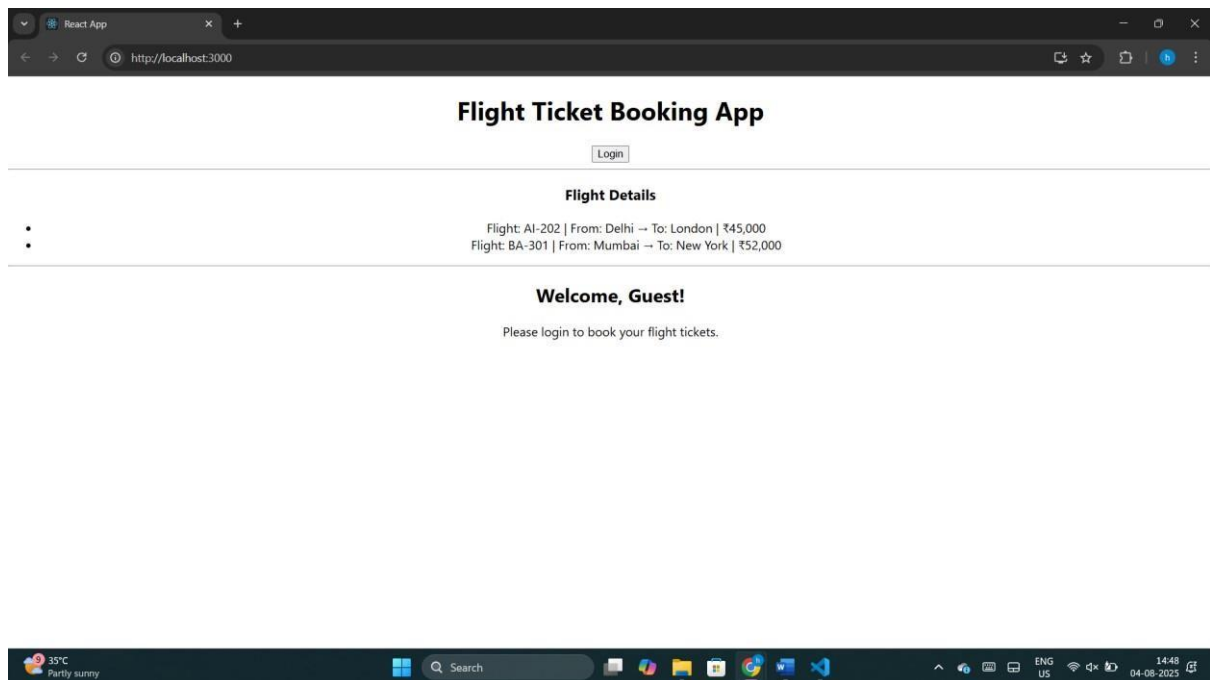 React App
http://localhost:3000
h
Flight Ticket Booking App
Login
Flight Details
• Flight: AI-202 | From: Delhi → To: London | ₹45,000
• Flight: BA-301 | From: Mumbai → To: New York | ₹52,000
Welcome, Guest!
Please login to book your flight tickets.
9
35°C
Partly sunny
Search
ENG
US
14:48
04-08-2025